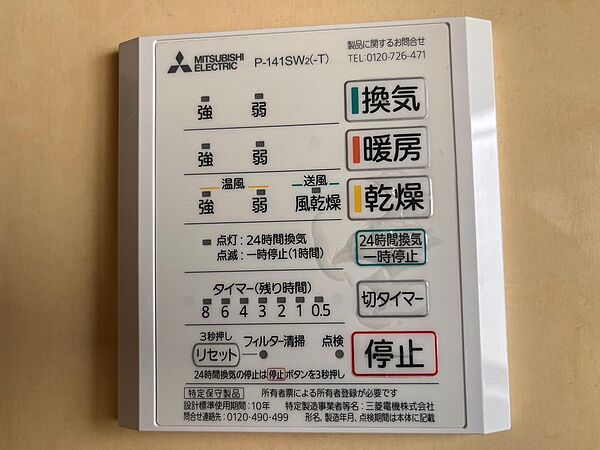 MITSUBISHI
ELECTRIC
P-141SW2(-T)
製品に関するお問合せ
TEL:0120-726-471
強 弱 換気
強 弱 暖房
温風 送風
強 弱 風乾燥 乾燥
点灯:24時間換気
点滅:一時停止(1時間)
24時間換気
一時停止
タイマー(残り時間)
8 6 4 3 2 1 0.5
切タイマー
3秒押し
リセット フィルター清掃 点検
停止
24時間換気の停止は停止ボタンを3秒押し
特定保守製品 所有者票による所有者登録が必要です
設計標準使用期間:10年 特定製造事業者等名:三菱電機株式会社
問合せ連絡先:0120-490-499 形名、製造年月、点検期間は本体に記載